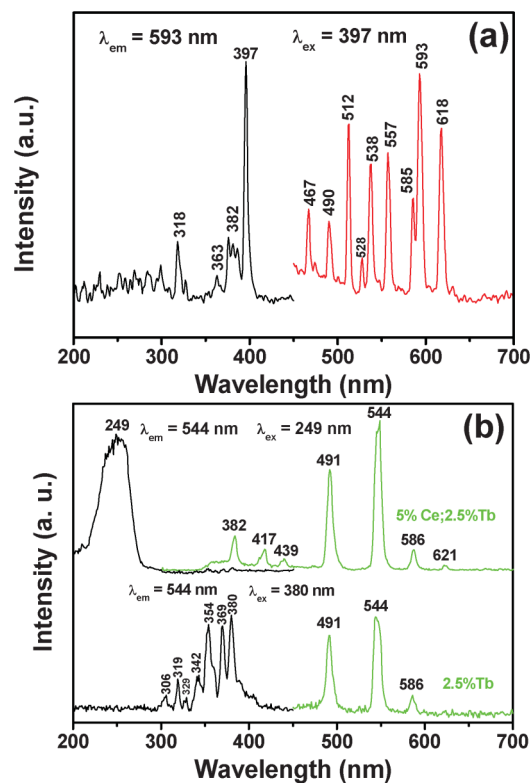 λem = 593 nm
λex = 397 nm
(a)
397
318
363
382
467
490
512
528
538
557
585
593
618
Intensity (a.u.)
200 300 400 500 600 700
Wavelength (nm)
(b)
249
λem = 544 nm
λex = 249 nm
544
491
5% Ce;2.5%Tb
382
417
439
586
621
λem = 544 nm
λex = 380 nm
306
319
329
342
354
369
380
491
544
586
2.5%Tb
Intensity (a. u.)
200 300 400 500 600 700
Wavelength (nm)